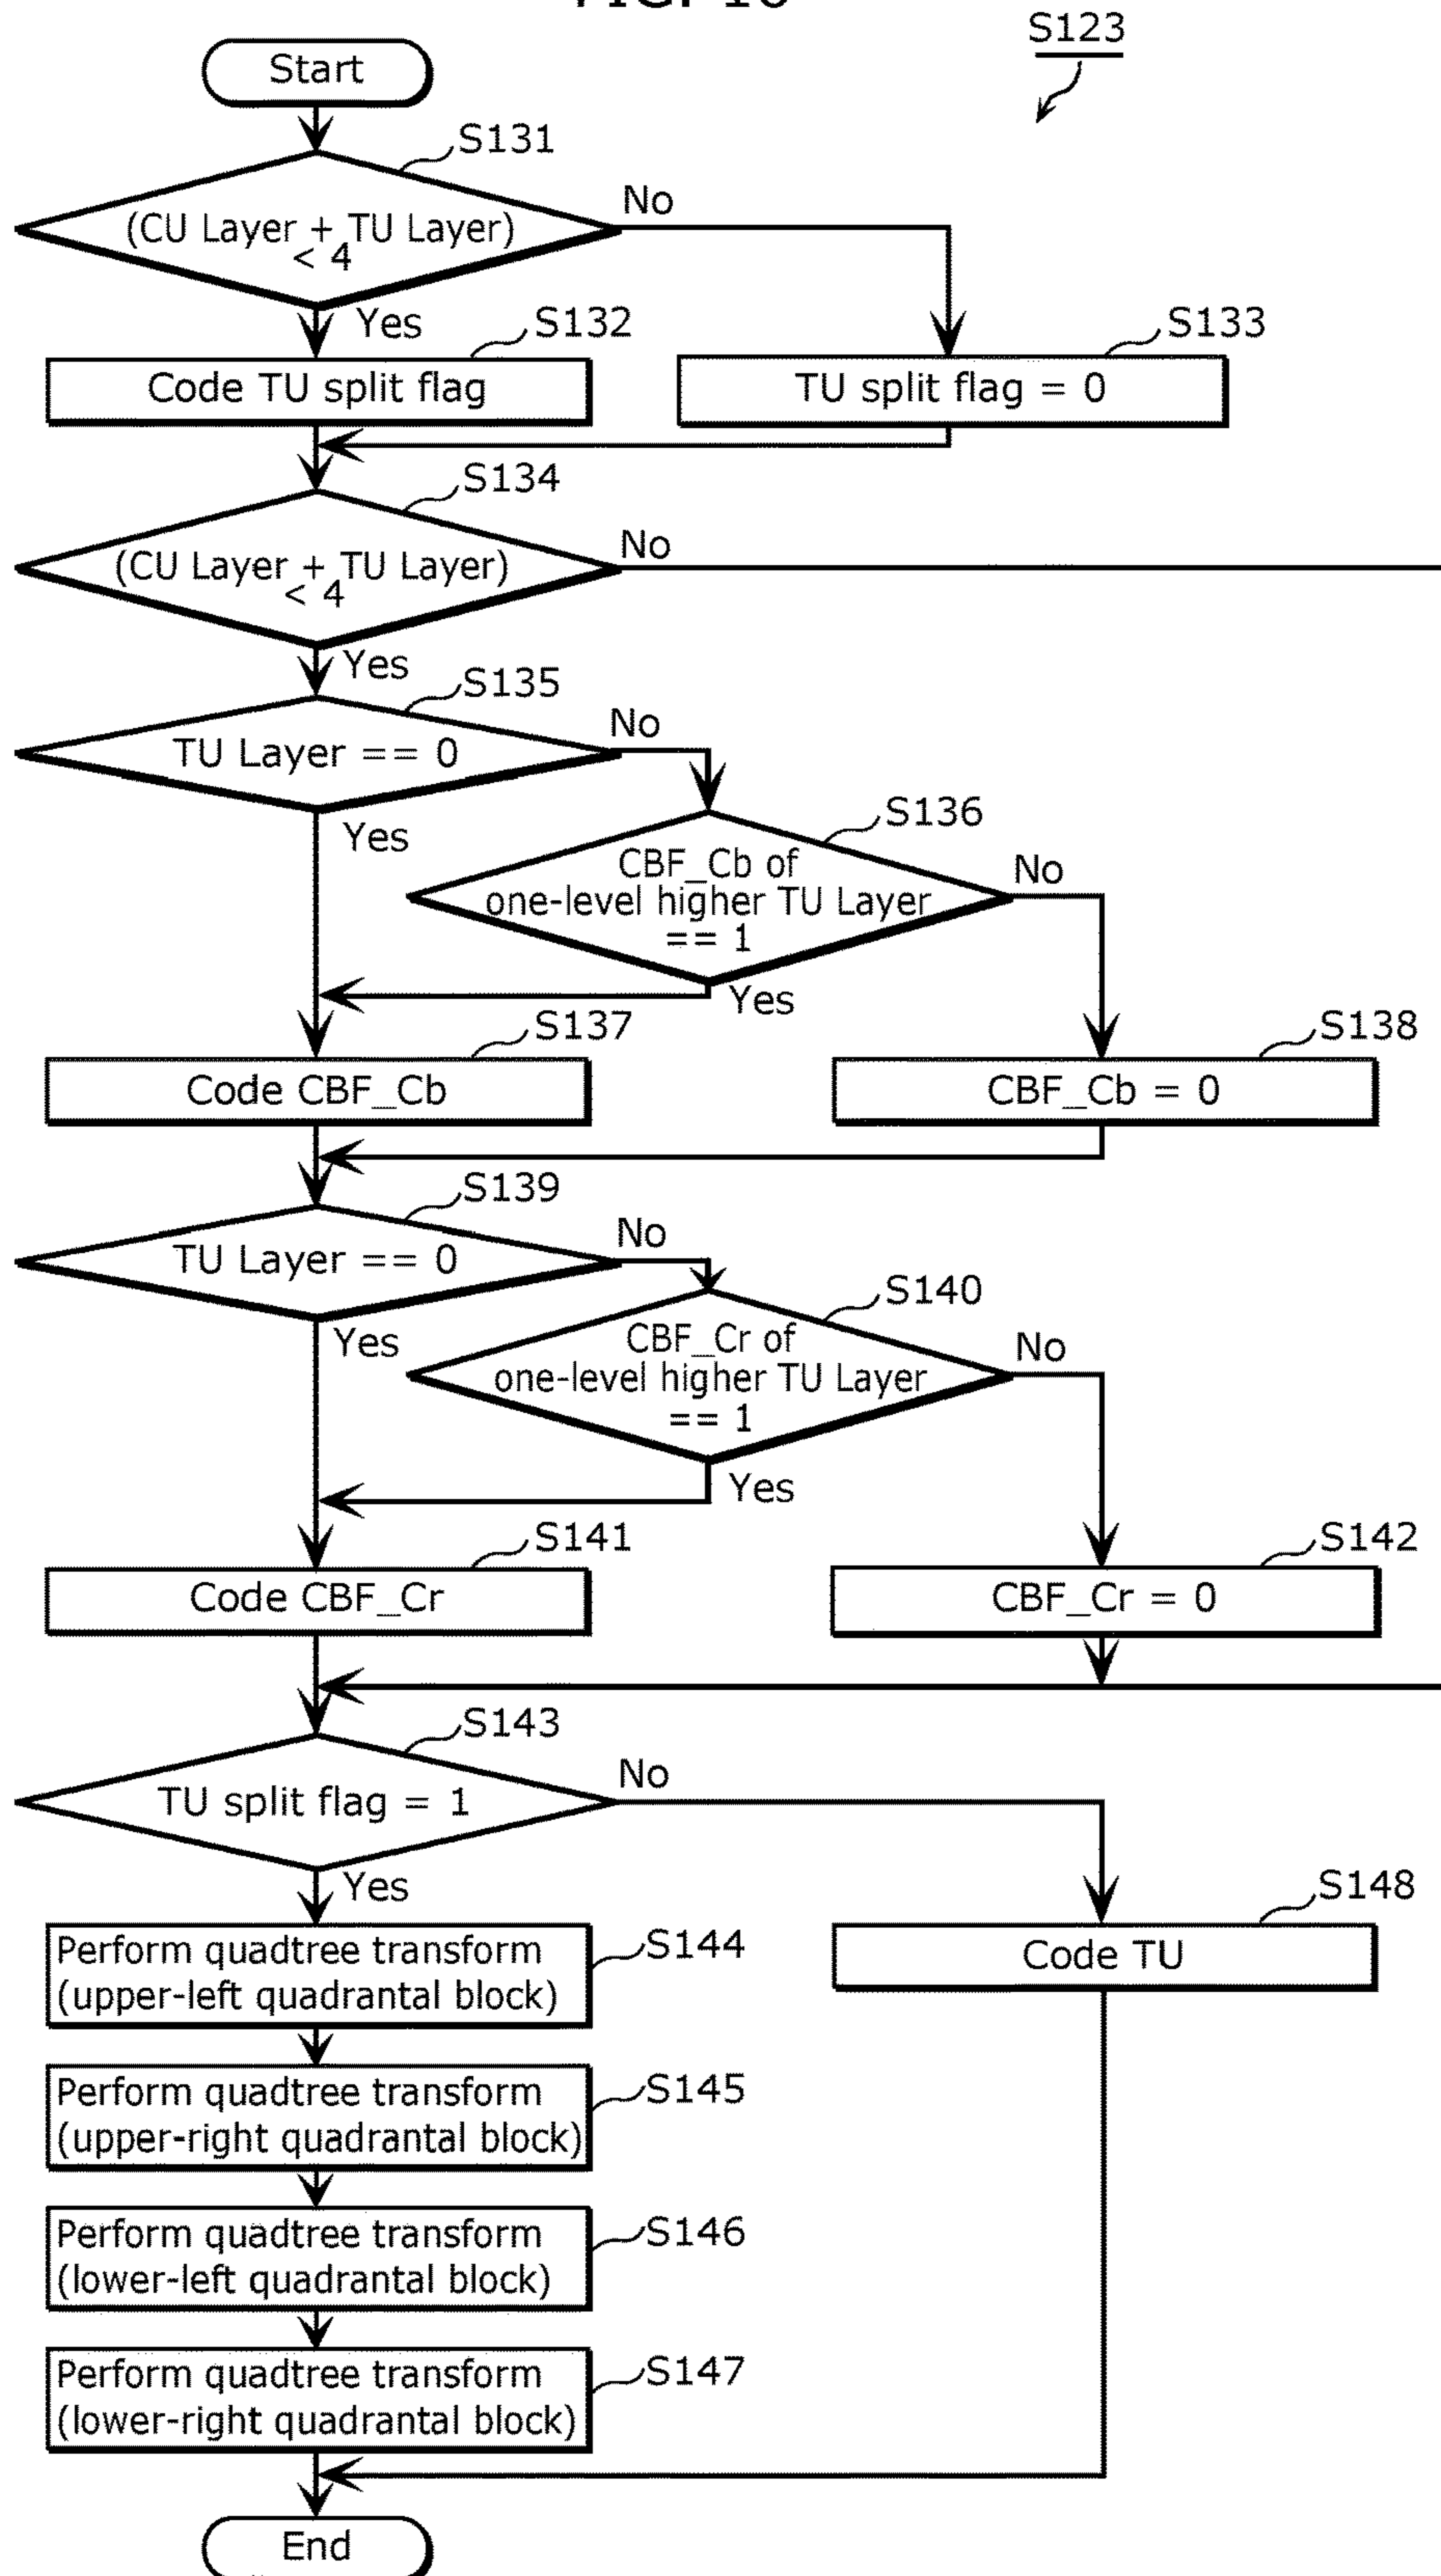 S123
Start
S131
(CU Layer + TU Layer)
< 4
No
Yes
S132
S133
Code TU split flag
TU split flag = 0
S134
(CU Layer + TU Layer)
< 4
No
Yes
S135
TU Layer == 0
No
Yes
S136
CBF_Cb of
one-level higher TU Layer
== 1
No
Yes
S137
S138
Code CBF_Cb
CBF_Cb = 0
S139
TU Layer == 0
No
Yes
S140
CBF_Cr of
one-level higher TU Layer
== 1
No
Yes
S141
S142
Code CBF_Cr
CBF_Cr = 0
S143
TU split flag = 1
No
Yes
S144
Perform quadtree transform
(upper-left quadrantal block)
S148
Code TU
S145
Perform quadtree transform
(upper-right quadrantal block)
S146
Perform quadtree transform
(lower-left quadrantal block)
S147
Perform quadtree transform
(lower-right quadrantal block)
End